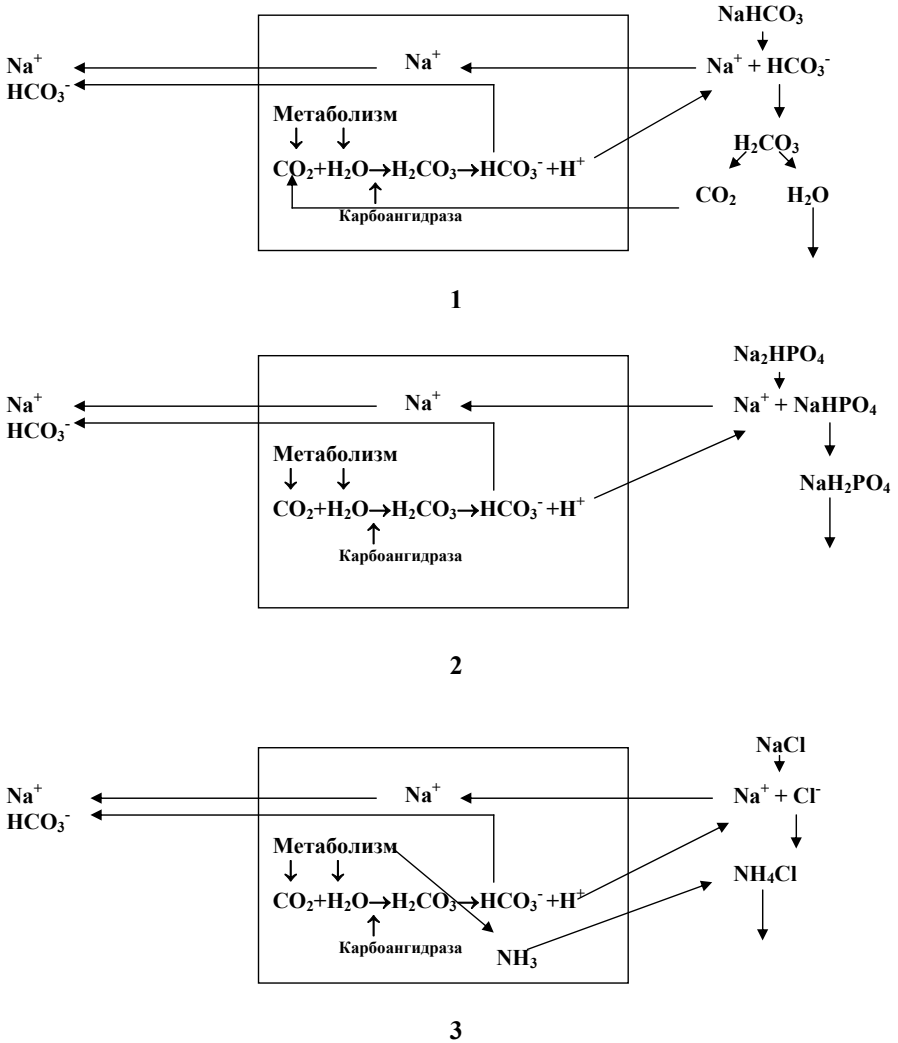 NaHCO₃
Na⁺ Na⁺ Na⁺ + HCO₃⁻
HCO₃⁻
Метаболизм
H₂CO₃
CO₂+H₂O→H₂CO₃→HCO₃⁻+H⁺
CO₂ H₂O
Карбоангидраза
1
Na₂HPO₄
Na⁺ Na⁺ Na⁺ + NaHPO₄
HCO₃⁻
Метаболизм
NaH₂PO₄
CO₂+H₂O→H₂CO₃→HCO₃⁻+H⁺
Карбоангидраза
2
NaCl
Na⁺ Na⁺ Na⁺ + Cl⁻
HCO₃⁻
Метаболизм
NH₄Cl
CO₂+H₂O→H₂CO₃→HCO₃⁻+H⁺
Карбоангидраза
NH₃
3